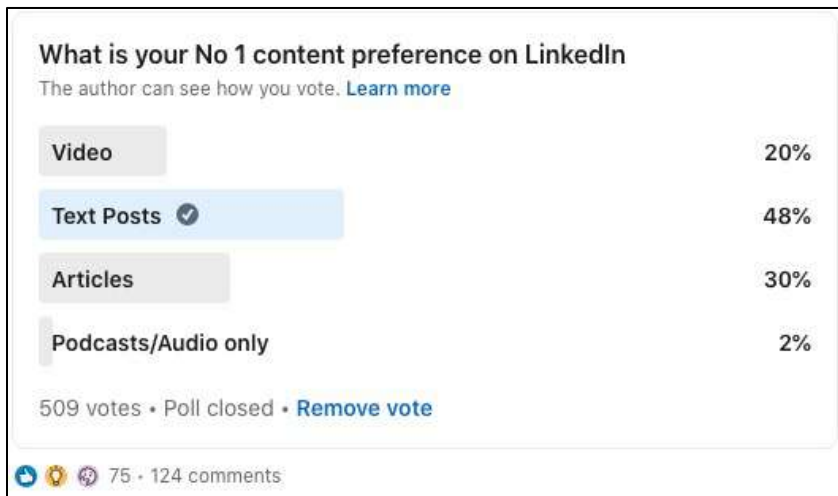 What is your No 1 content preference on LinkedIn
The author can see how you vote. Learn more
Video 20%
Text Posts 48%
Articles 30%
Podcasts/Audio only 2%
509 votes • Poll closed • Remove vote
75 · 124 comments